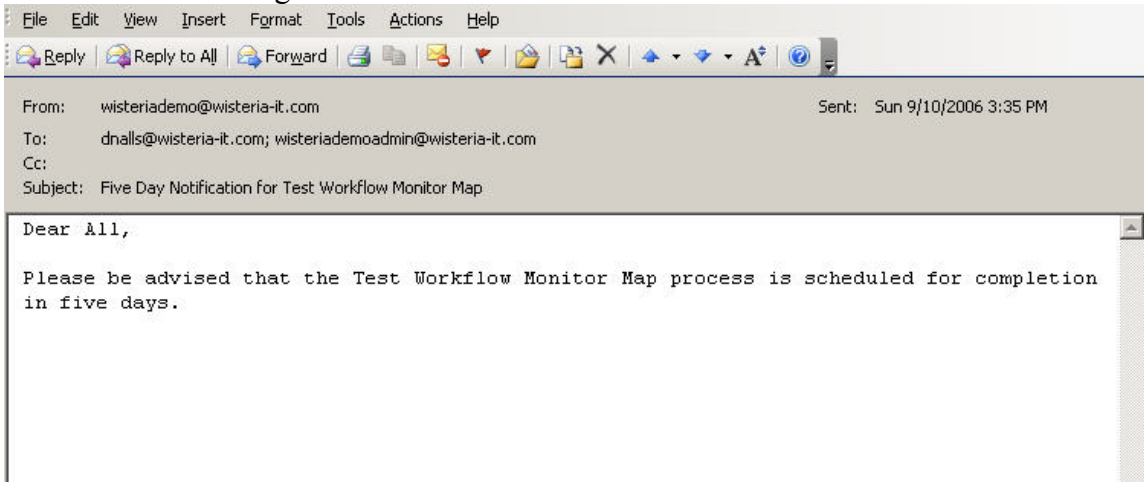 File Edit View Insert Format Tools Actions Help
Reply Reply to All Forward
From: wisteriademo@wisteria-it.com Sent: Sun 9/10/2006 3:35 PM
To: dnalls@wisteria-it.com; wisteriademoadmin@wisteria-it.com
Cc:
Subject: Five Day Notification for Test Workflow Monitor Map
Dear All,
Please be advised that the Test Workflow Monitor Map process is scheduled for completion
in five days.